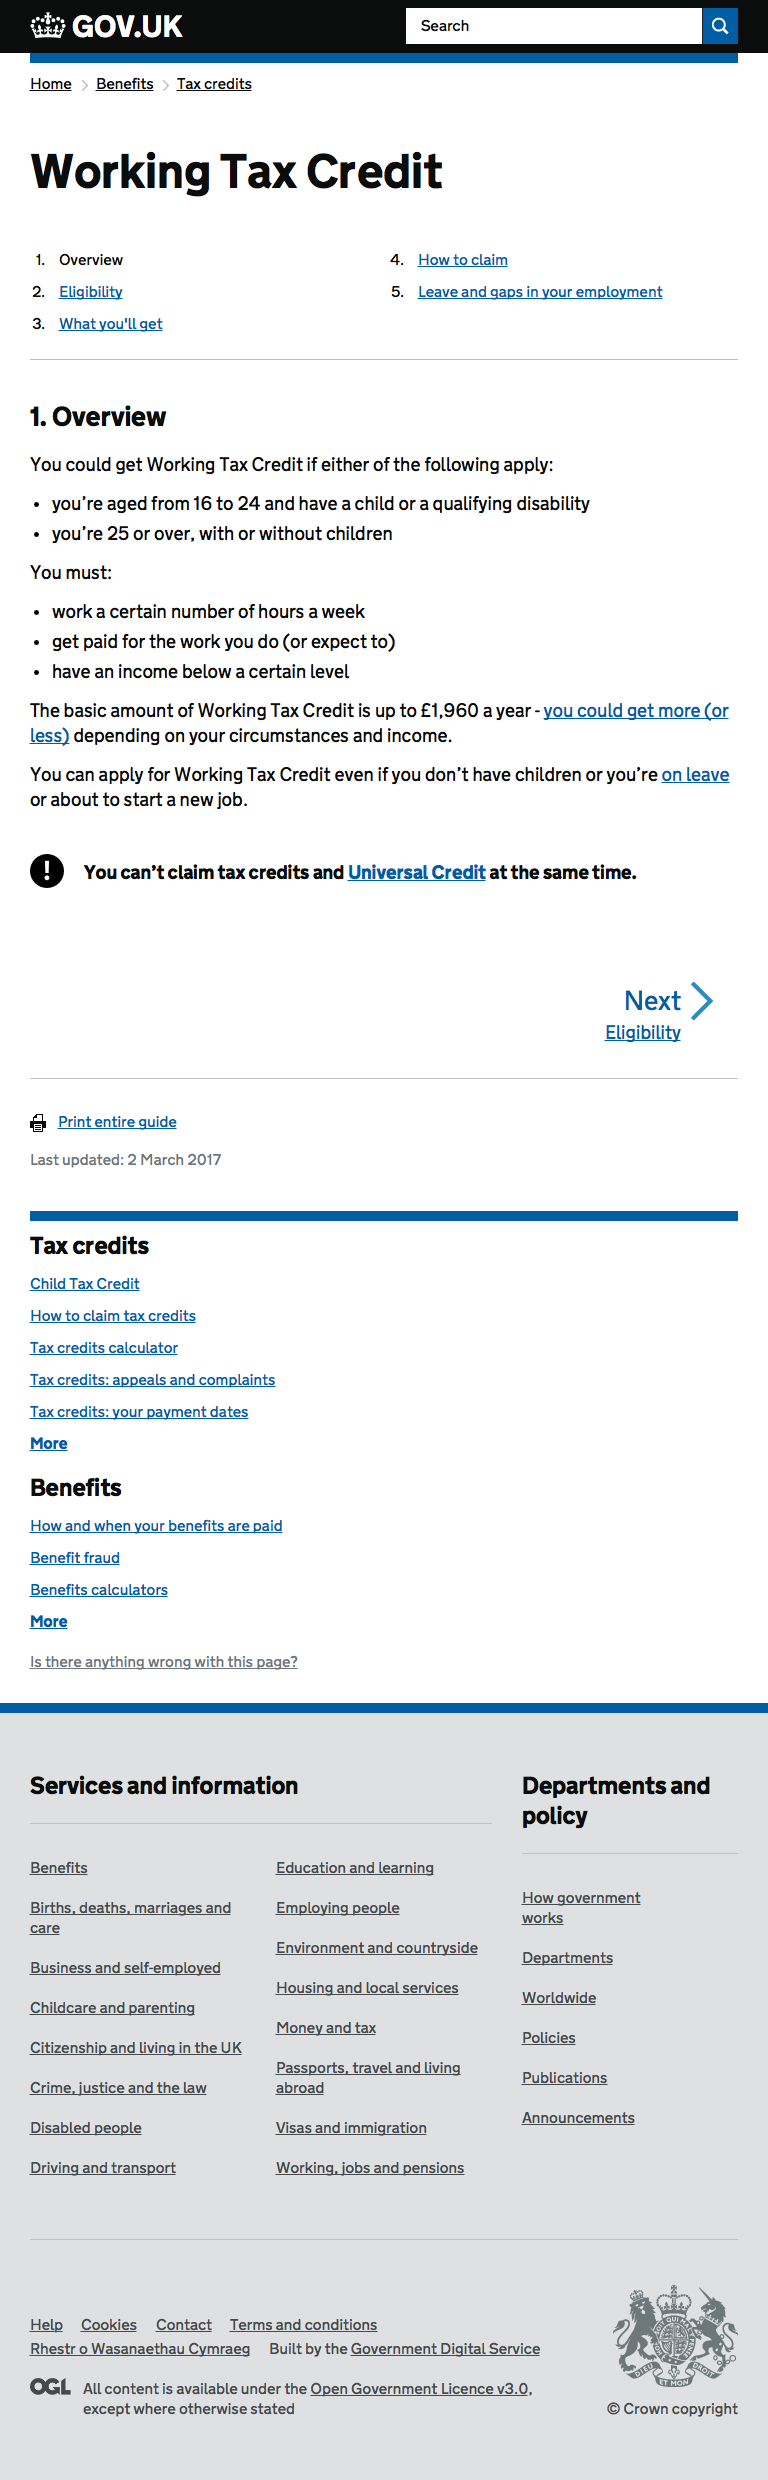 GOV.UK
Search
Home Benefits Tax credits
Working Tax Credit
1. Overview
2. Eligibility
3. What you'll get
4. How to claim
5. Leave and gaps in your employment
1. Overview
You could get Working Tax Credit if either of the following apply:
• you’re aged from 16 to 24 and have a child or a qualifying disability
• you’re 25 or over, with or without children
You must:
• work a certain number of hours a week
• get paid for the work you do (or expect to)
• have an income below a certain level
The basic amount of Working Tax Credit is up to £1,960 a year - you could get more (or
less) depending on your circumstances and income.
You can apply for Working Tax Credit even if you don’t have children or you’re on leave
or about to start a new job.
! You can’t claim tax credits and Universal Credit at the same time.
Next
Eligibility
Print entire guide
Last updated: 2 March 2017
Tax credits
Child Tax Credit
How to claim tax credits
Tax credits calculator
Tax credits: appeals and complaints
Tax credits: your payment dates
More
Benefits
How and when your benefits are paid
Benefit fraud
Benefits calculators
More
Is there anything wrong with this page?
Services and information
Benefits
Births, deaths, marriages and
care
Business and self-employed
Childcare and parenting
Citizenship and living in the UK
Crime, justice and the law
Disabled people
Driving and transport
Education and learning
Employing people
Environment and countryside
Housing and local services
Money and tax
Passports, travel and living
abroad
Visas and immigration
Working, jobs and pensions
Departments and
policy
How government
works
Departments
Worldwide
Policies
Publications
Announcements
Help Cookies Contact Terms and conditions
Rhestr o Wasanaethau Cymraeg Built by the Government Digital Service
OGL All content is available under the Open Government Licence v3.0,
except where otherwise stated
DIEU ET MON DROIT
© Crown copyright